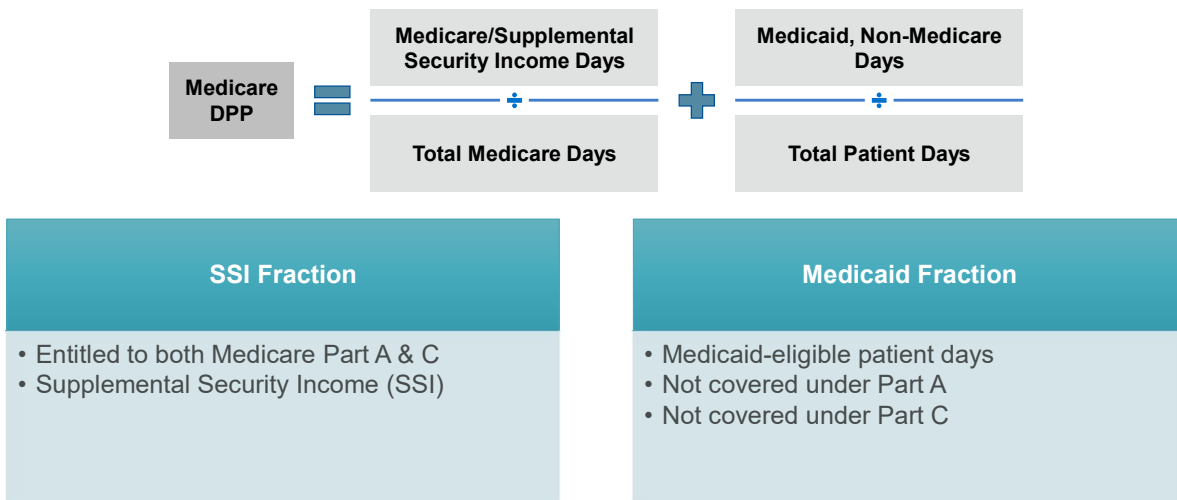 Medicare
DPP
Medicare/Supplemental
Security Income Days
÷
Total Medicare Days
Medicaid, Non-Medicare
Days
÷
Total Patient Days
SSI Fraction
• Entitled to both Medicare Part A & C
• Supplemental Security Income (SSI)
Medicaid Fraction
• Medicaid-eligible patient days
• Not covered under Part A
• Not covered under Part C